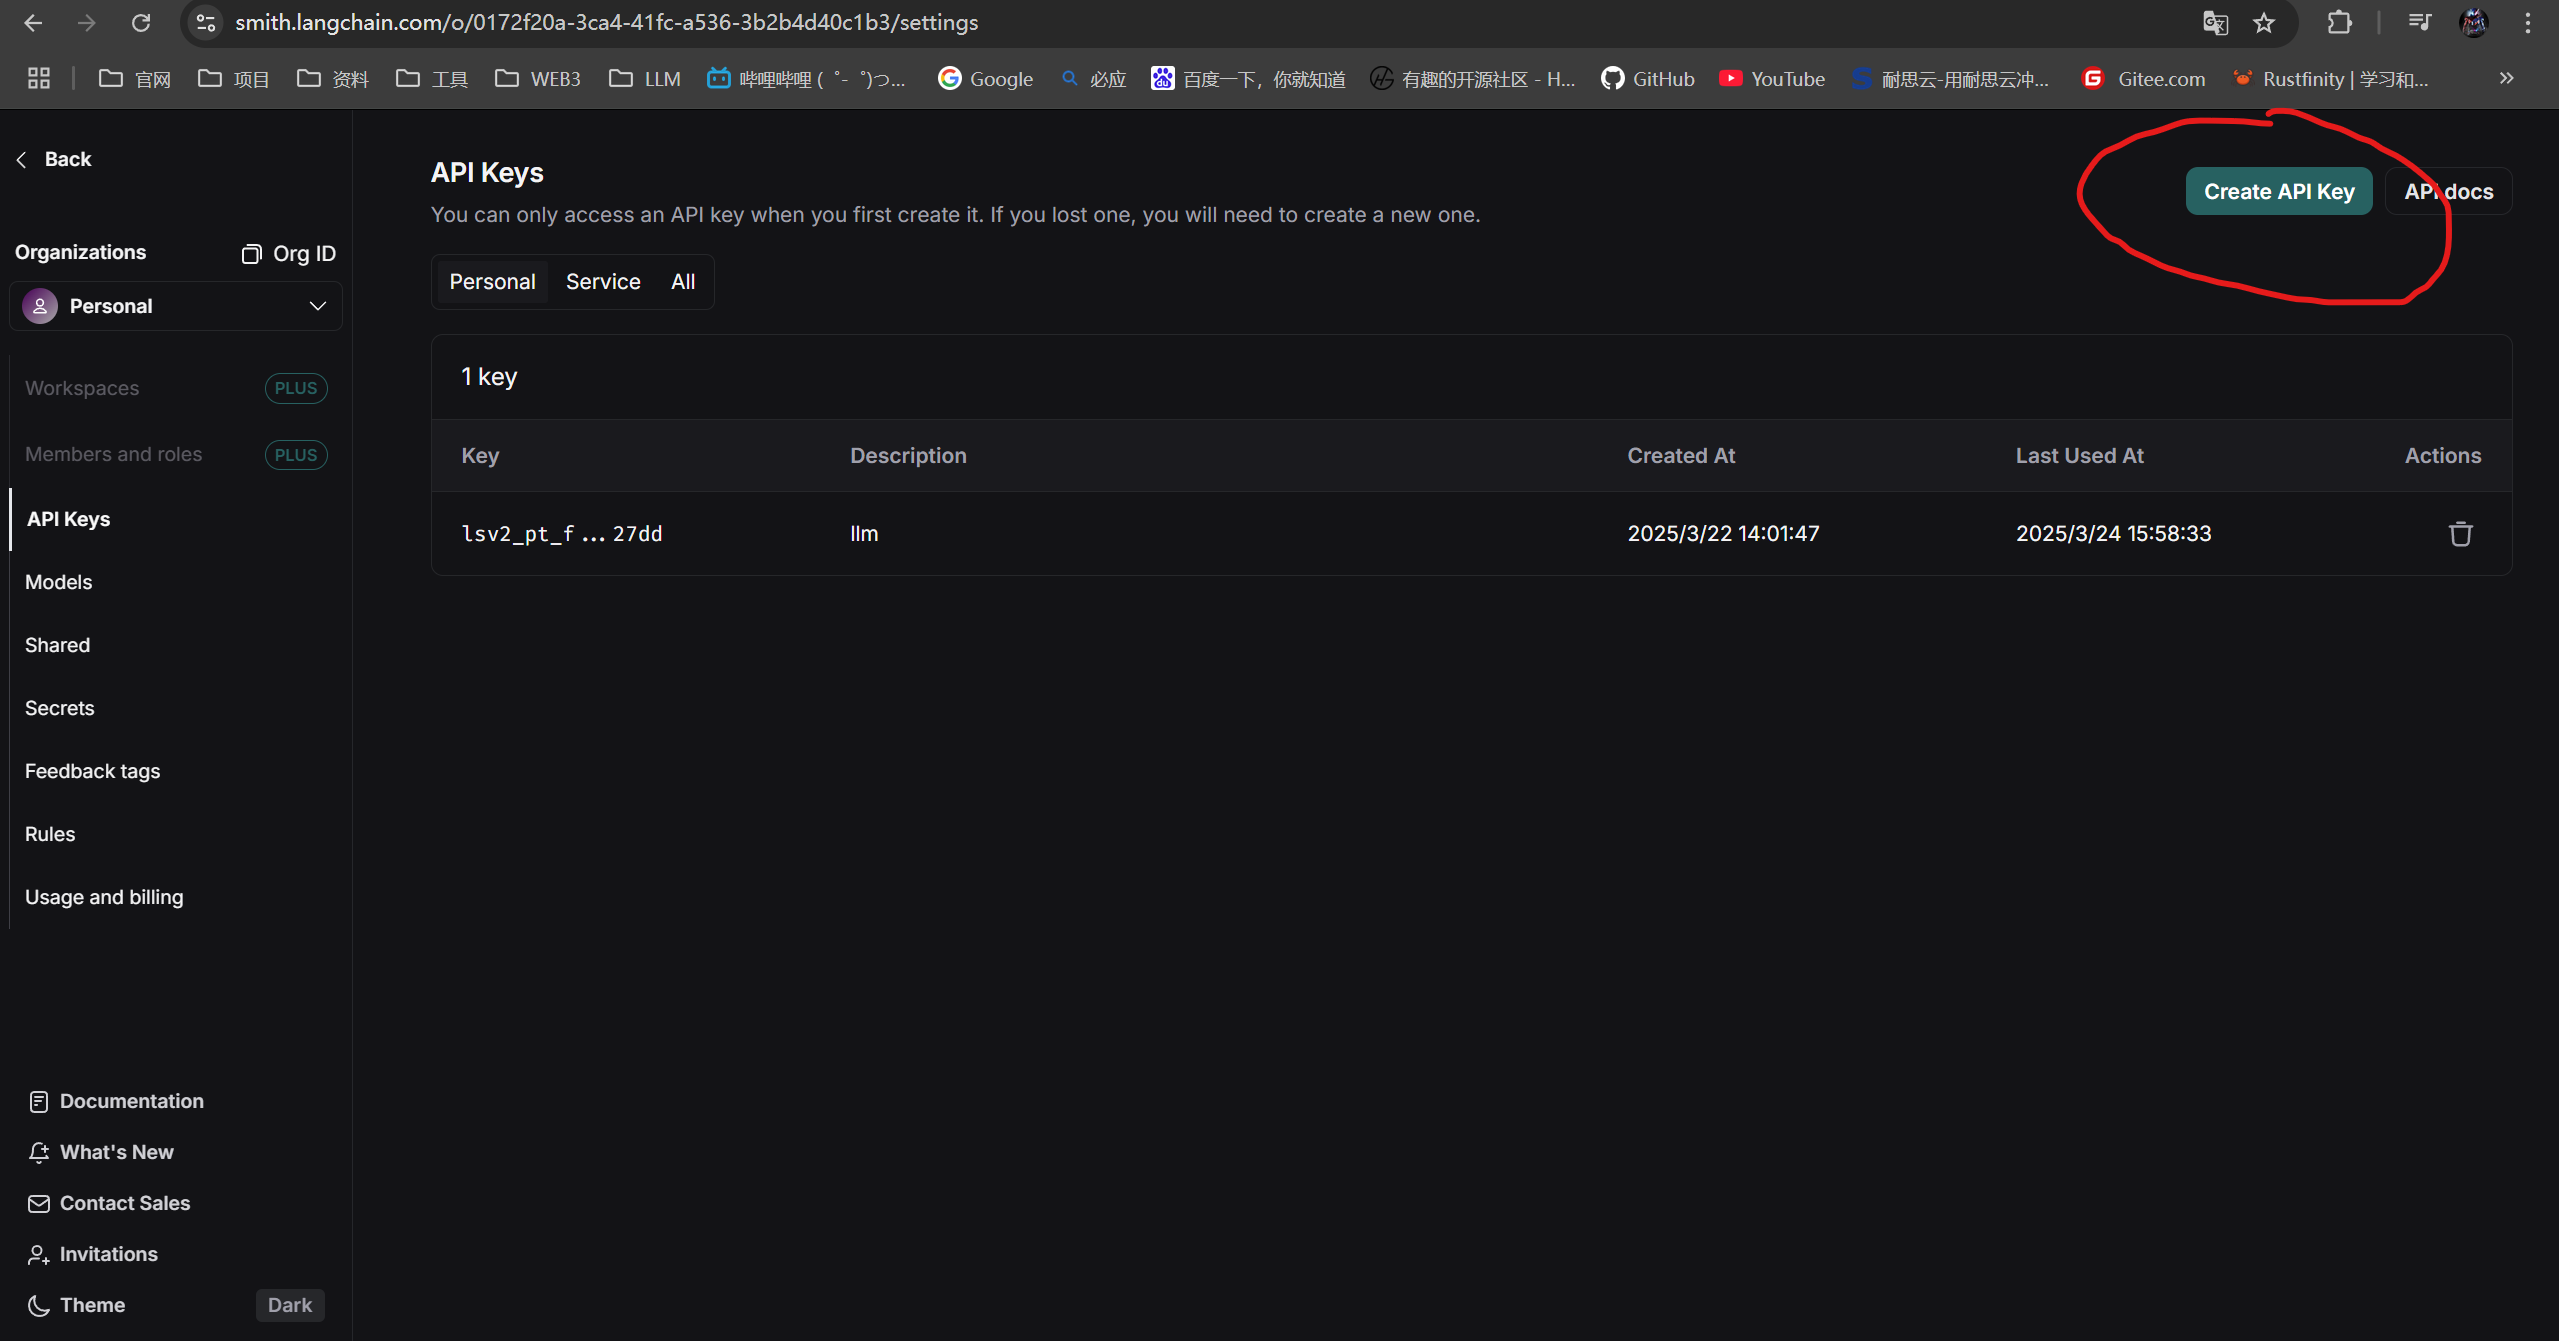 smith.langchain.com/o/0172f20a-3ca4-41fc-a536-3b2b4d40c1b3/settings
官网 项目 资料 工具 WEB3 LLM 哔哩哔哩 ( ゜- ゜)つ... Google 必应 百度一下，你就知道 有趣的开源社区 - H... GitHub YouTube 耐思云-用耐思云冲... Gitee.com Rustfinity | 学习和...
Back
Organizations Org ID
Personal
Workspaces PLUS
Members and roles PLUS
API Keys
Models
Shared
Secrets
Feedback tags
Rules
Usage and billing
Documentation
What's New
Contact Sales
Invitations
Theme Dark
API Keys
You can only access an API key when you first create it. If you lost one, you will need to create a new one.
Create API Key API docs
Personal Service All
1 key
Key Description Created At Last Used At Actions
lsv2_pt_f...27dd llm 2025/3/22 14:01:47 2025/3/24 15:58:33